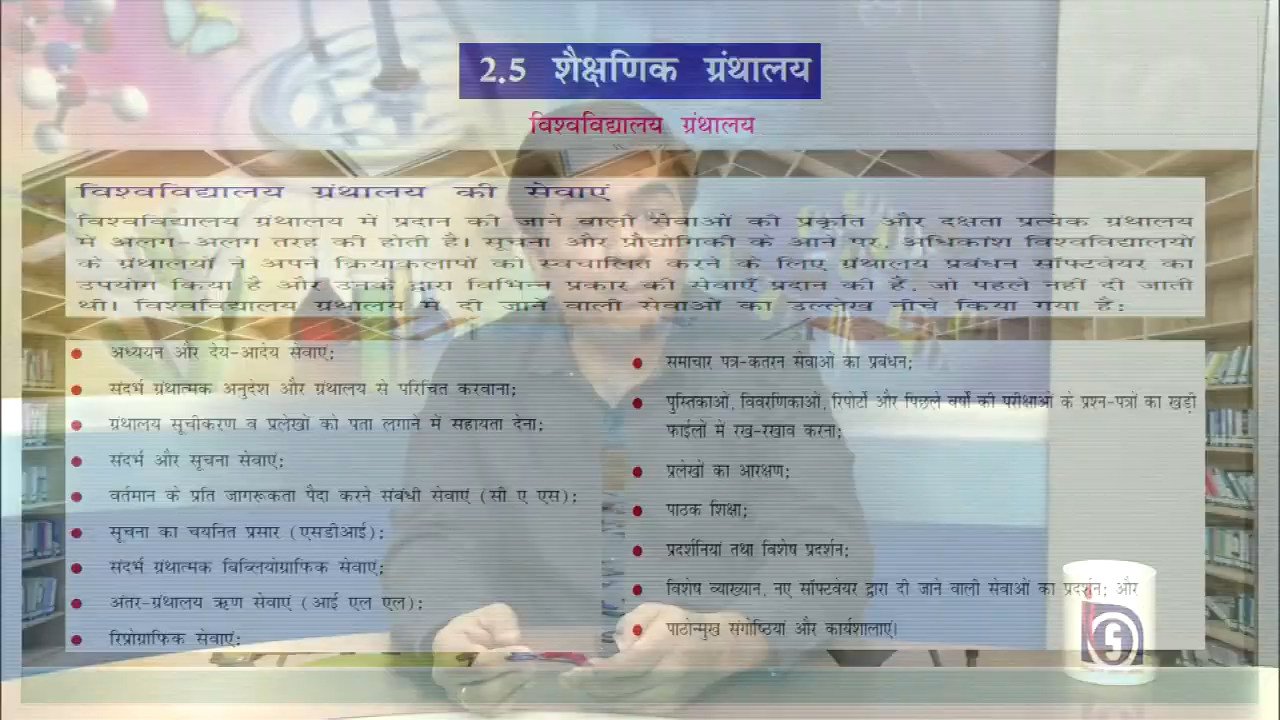 2.5 शैक्षणिक ग्रंथालय
विश्वविद्यालय ग्रंथालय
विश्वविद्यालय ग्रंथालय की सेवाएं
विश्वविद्यालय ग्रंथालय में प्रदान की जाने वाली सेवाओं की प्रकृति और दक्षता प्रत्येक ग्रंथालय
में अलग-अलग तरह की होती है। सूचना और प्रौद्योगिकी के आने पर, अधिकांश विश्वविद्यालयों
के ग्रंथालयों ने अपने क्रियाकलापों को स्वचालित करने के लिए ग्रंथालय प्रबंधन सॉफ्टवेयर का
उपयोग किया है और उनके द्वारा विभिन्न प्रकार की सेवाएँ प्रदान की हैं, जो पहले नहीं दी जाती
थी। विश्वविद्यालय ग्रंथालय में दी जाने वाली सेवाओं का उल्लेख नीचे किया गया है:
अध्ययन और देय-आदेय सेवाएं;
संदर्भ ग्रंथात्मक अनुदेश और ग्रंथालय से परिचित करवाना;
ग्रंथालय सूचीकरण व प्रलेखों को पता लगाने में सहायता देना;
संदर्भ और सूचना सेवाएं;
वर्तमान के प्रति जागरूकता पैदा करने संबंधी सेवाएं (सी ए एस);
सूचना का चयनित प्रसार (एसडीआई);
संदर्भ ग्रंथात्मक विब्लियोग्राफिक सेवाएं;
अंतर-ग्रंथालय ऋण सेवाएं (आई एल एल);
रिप्रोग्राफिक सेवाएं;
समाचार पत्र-कतरन सेवाओं का प्रबंधन;
पुस्तिकाओं, विवरणिकाओं, रिपोर्टों और पिछले वर्षों की परीक्षाओं के प्रश्न-पत्रों का खड़ी
फाईलों में रख-रखाव करना;
प्रलेखों का आरक्षण;
पाठक शिक्षा;
प्रदर्शनियां तथा विशेष प्रदर्शन;
विशेष व्याख्यान, नए सॉफ्टवेयर द्वारा दी जाने वाली सेवाओं का प्रदर्शन; और
पाठोन्मुख संगोष्ठियां और कार्यशालाएं।